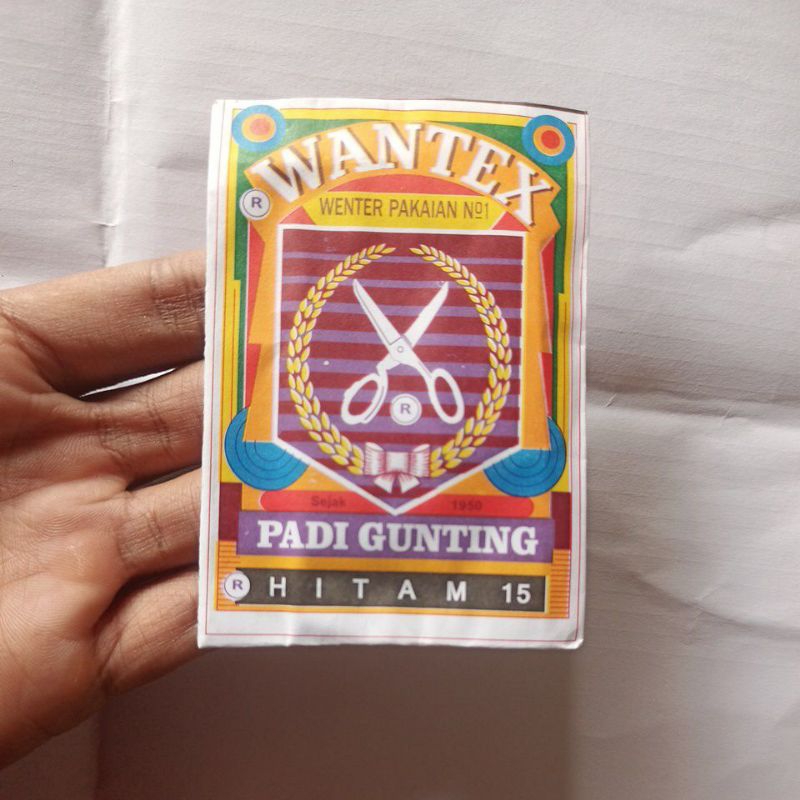 WANTEX
®
WENTER PAKAIAN Nº1
®
Sejak 1950
PADI GUNTING
® HITAM 15